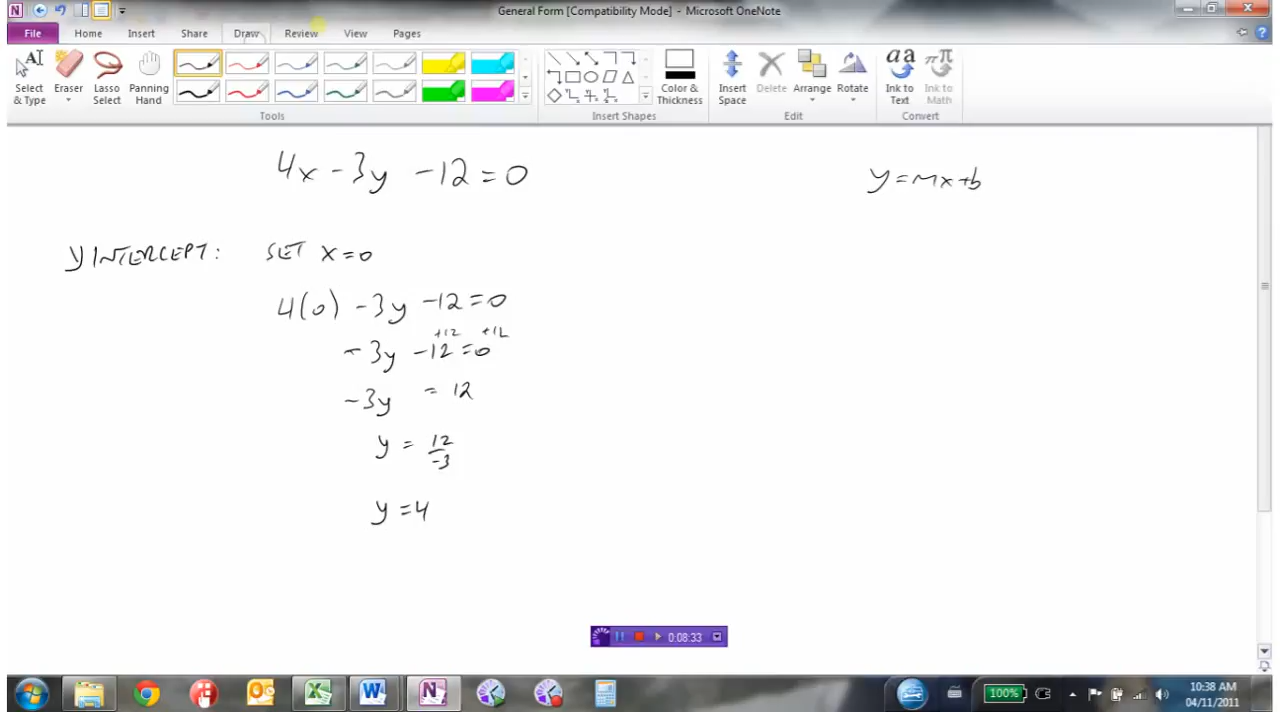 General Form [Compatibility Mode] - Microsoft OneNote
File Home Insert Share Draw Review View Pages
Select & Type Eraser Lasso Select Panning Hand Color & Thickness Insert Space Delete Arrange Rotate Ink to Text Ink to Math
Tools Insert Shapes Edit Convert
4x - 3y - 12 = 0
y = mx + b
Y INTERCEPT: SET x = 0
4(0) - 3y - 12 = 0
+12 +12
- 3y - 12 = 0
- 3y = 12
y = 12/-3
y = 4
0:08:33
100%
10:38 AM
04/11/2011